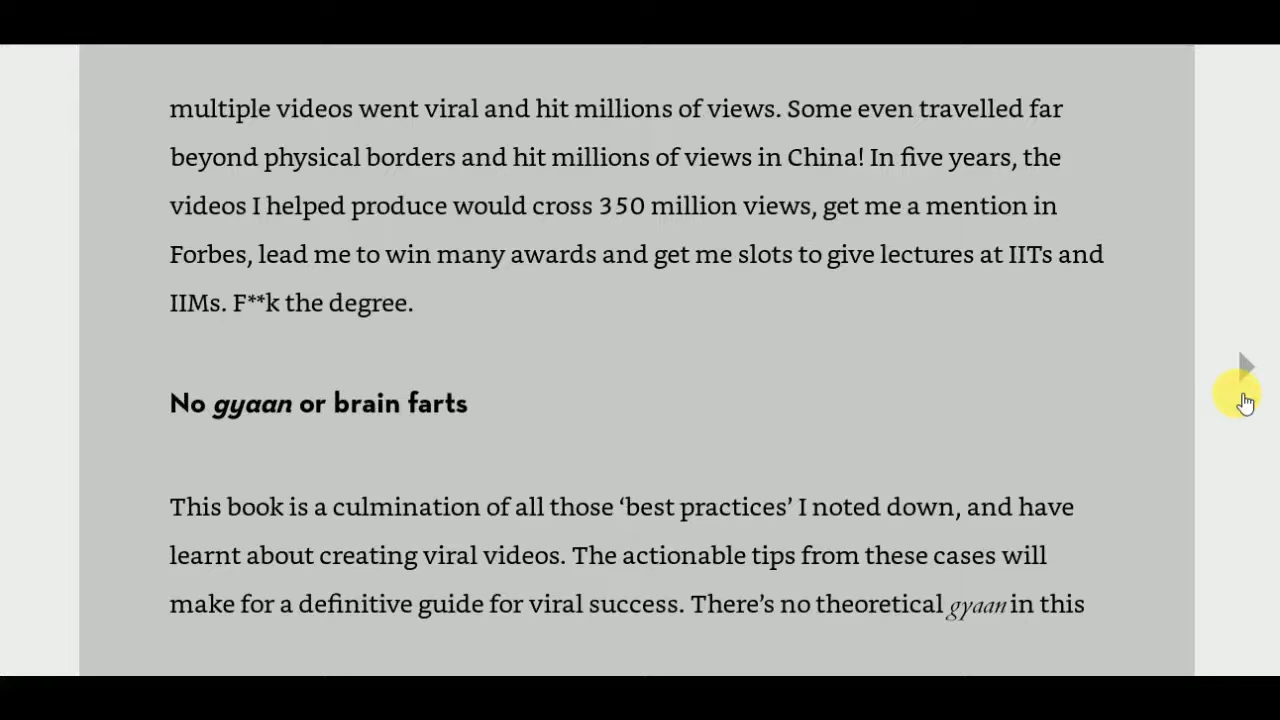 multiple videos went viral and hit millions of views. Some even travelled far
beyond physical borders and hit millions of views in China! In five years, the
videos I helped produce would cross 350 million views, get me a mention in
Forbes, lead me to win many awards and get me slots to give lectures at IITs and
IIMs. F**k the degree.
No gyaan or brain farts
This book is a culmination of all those ‘best practices’ I noted down, and have
learnt about creating viral videos. The actionable tips from these cases will
make for a definitive guide for viral success. There’s no theoretical gyaan in this